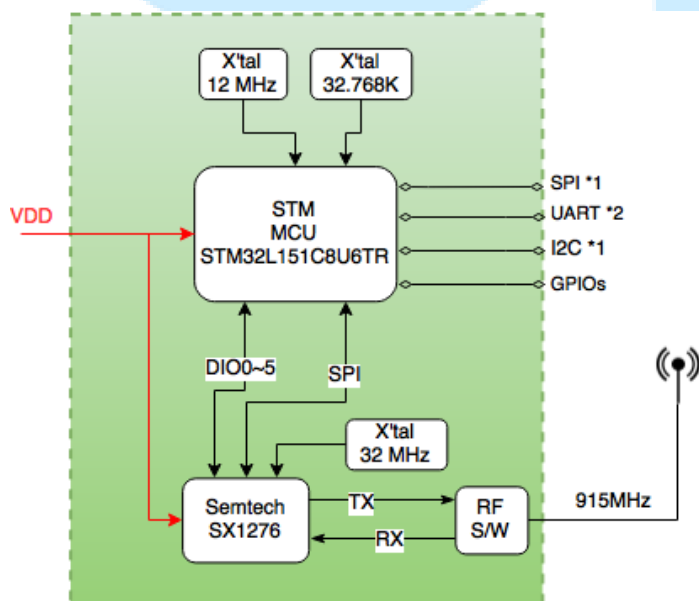 X'tal
12 MHz
X'tal
32.768K
STM
MCU
STM32L151C8U6TR
SPI *1
UART *2
I2C *1
GPIOs
VDD
DIO0~5
SPI
X'tal
32 MHz
Semtech
SX1276
TX
RX
RF
S/W
915MHz